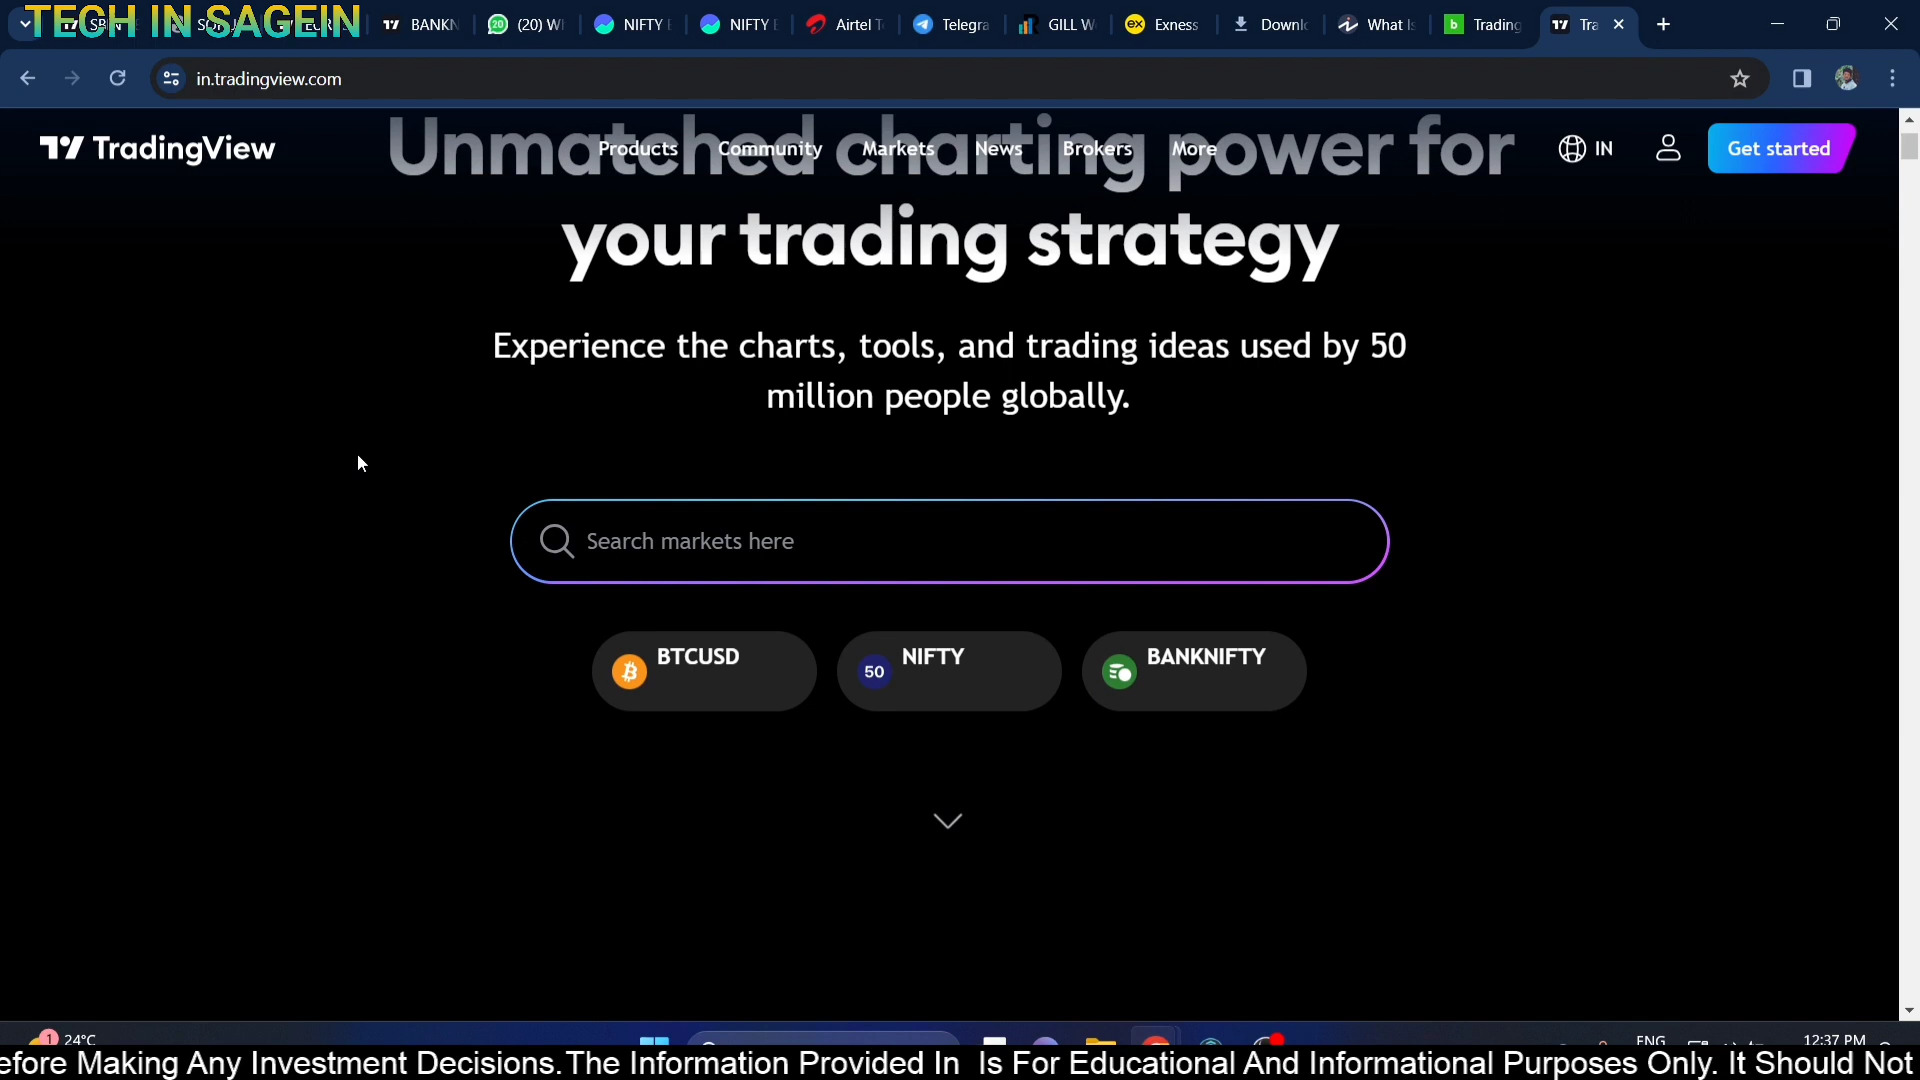 TECH IN SAGEIN
BANKN
(20) W
NIFTY
NIFTY
Airtel T
Telegra
GILL W
Exness
Downl
What Is
Trading
Tra
in.tradingview.com
TradingView
Products
Community
Markets
News
Brokers
More
IN
Get started
Unmatched charting power for
your trading strategy
Experience the charts, tools, and trading ideas used by 50
million people globally.
Search markets here
BTCUSD
50
NIFTY
BANKNIFTY
1
24°C
ENG
12:37 PM
efore Making Any Investment Decisions. The Information Provided In Is For Educational And Informational Purposes Only. It Should Not